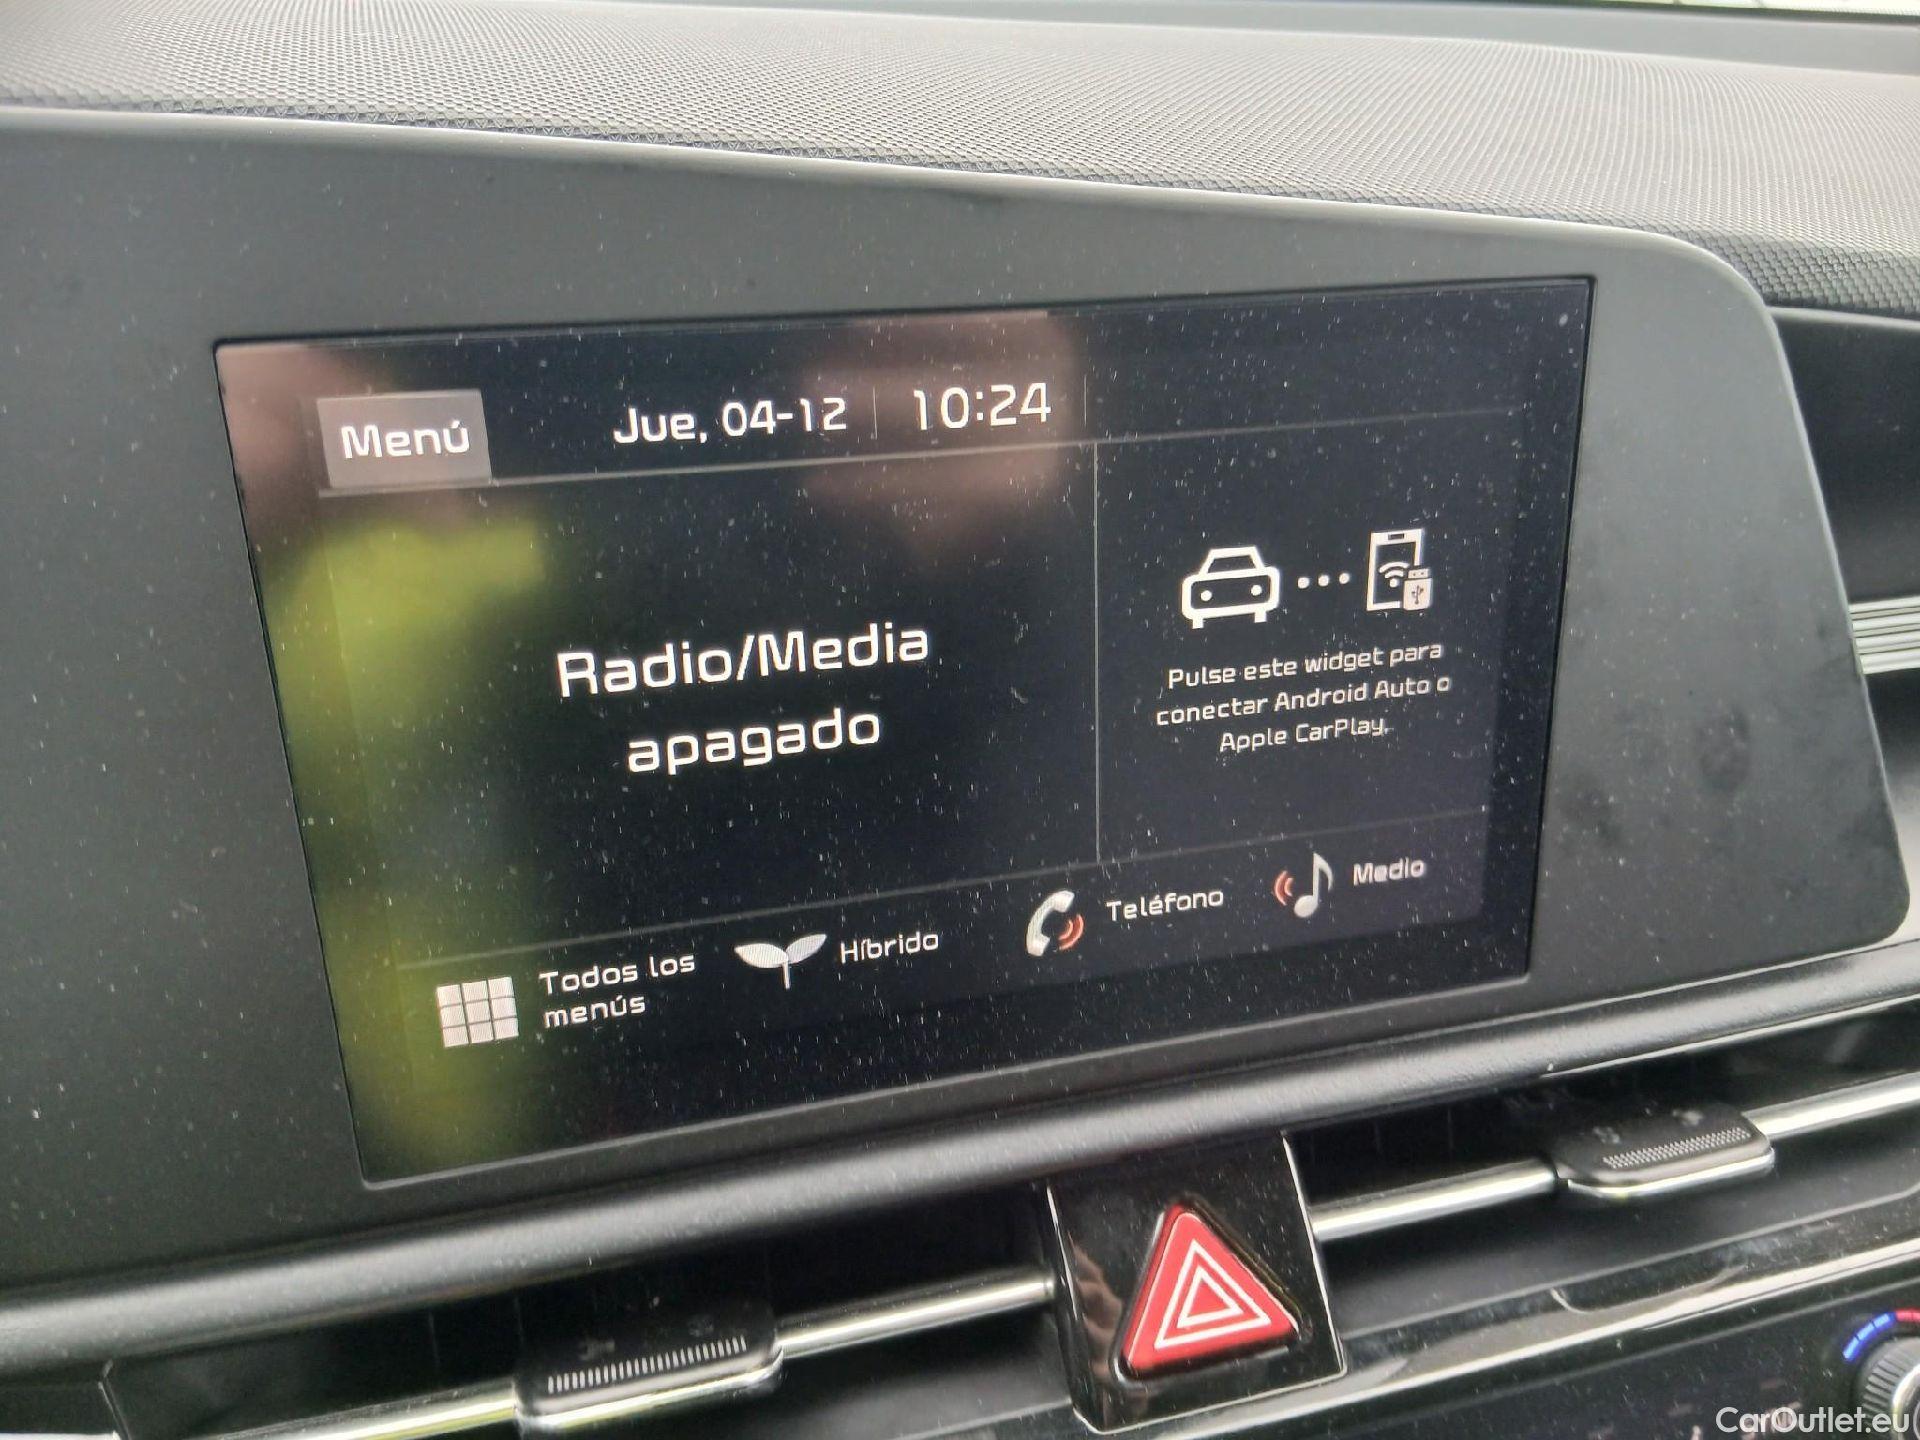 Menú
Jue, 04-12
10:24
Radio/Media
apagado
Pulse este widget para
conectar Android Auto o
Apple CarPlay.
Todos los
menús
Híbrido
Teléfono
Medio
CarOutlet.eu